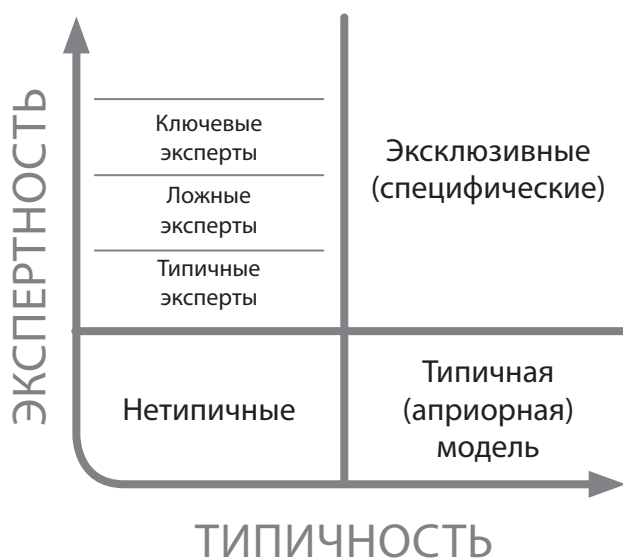 ЭКСПЕРТНОСТЬ
Ключевые
эксперты
Ложные
эксперты
Типичные
эксперты
Эксклюзивные
(специфические)
Нетипичные
Типичная
(априорная)
модель
ТИПИЧНОСТЬ